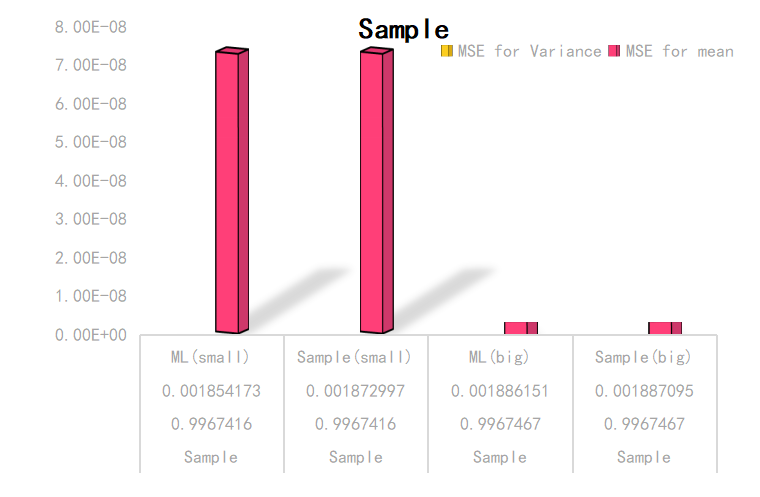 Sample
MSE for Variance MSE for mean
8.00E-08
7.00E-08
6.00E-08
5.00E-08
4.00E-08
3.00E-08
2.00E-08
1.00E-08
0.00E+00
ML(small) Sample(small) ML(big) Sample(big)
0.001854173 0.001872997 0.001886151 0.001887095
0.9967416 0.9967416 0.9967467 0.9967467
Sample Sample Sample Sample